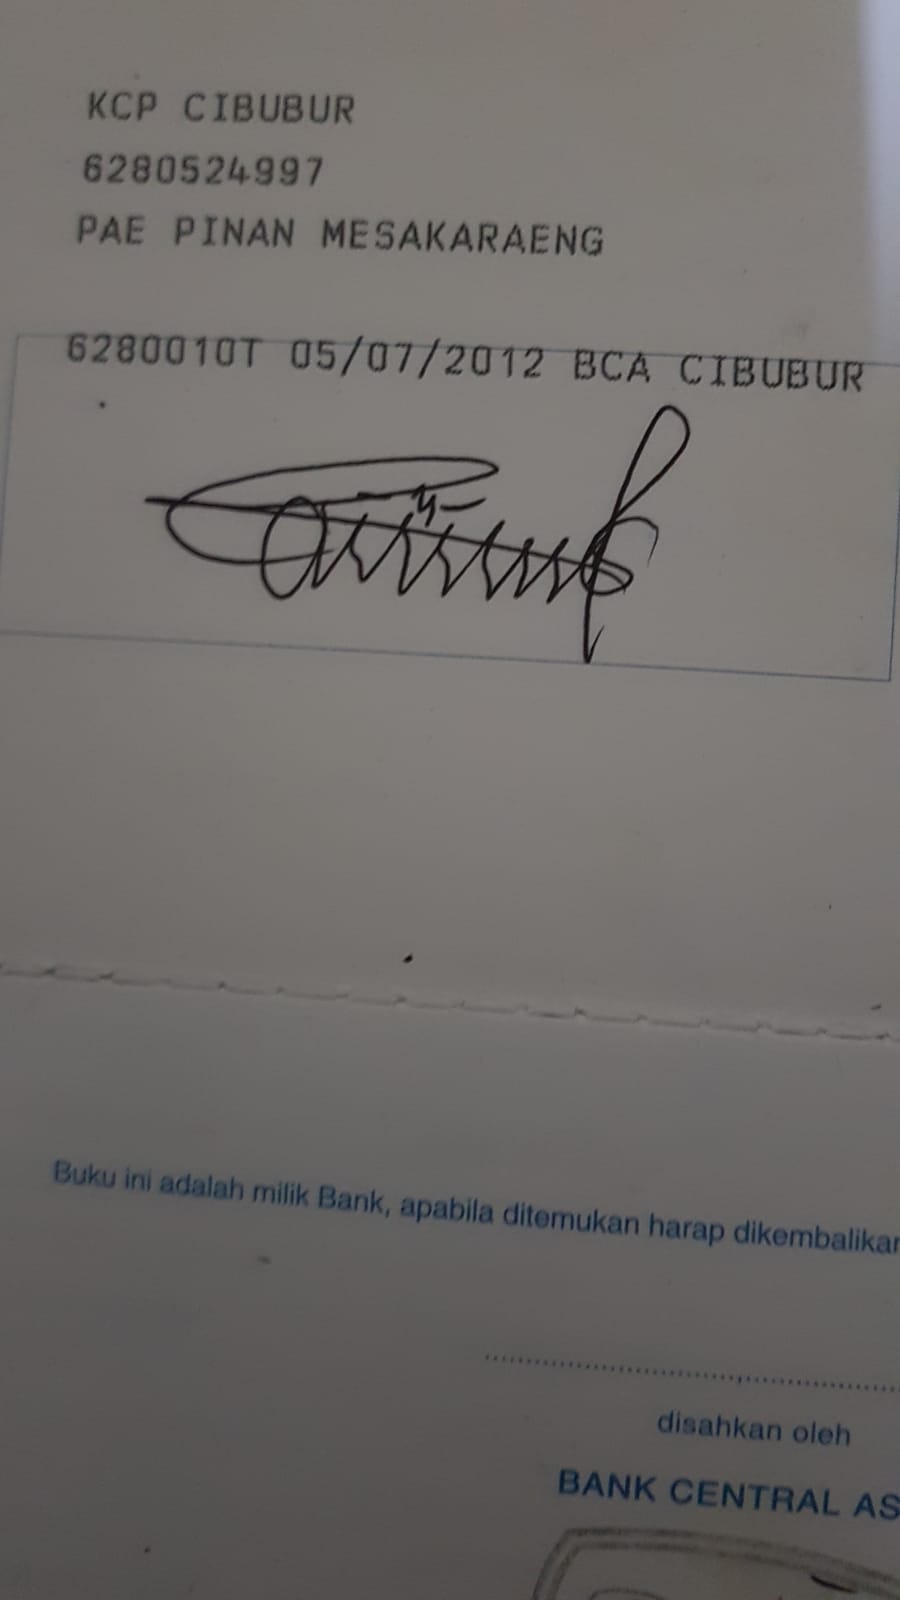 KCP CIBUBUR
6280524997
PAE PINAN MESAKARAENG
6280010T 05/07/2012 BCA CIBUBUR
Buku ini adalah milik Bank, apabila ditemukan harap dikembalikan
disahkan oleh
BANK CENTRAL AS